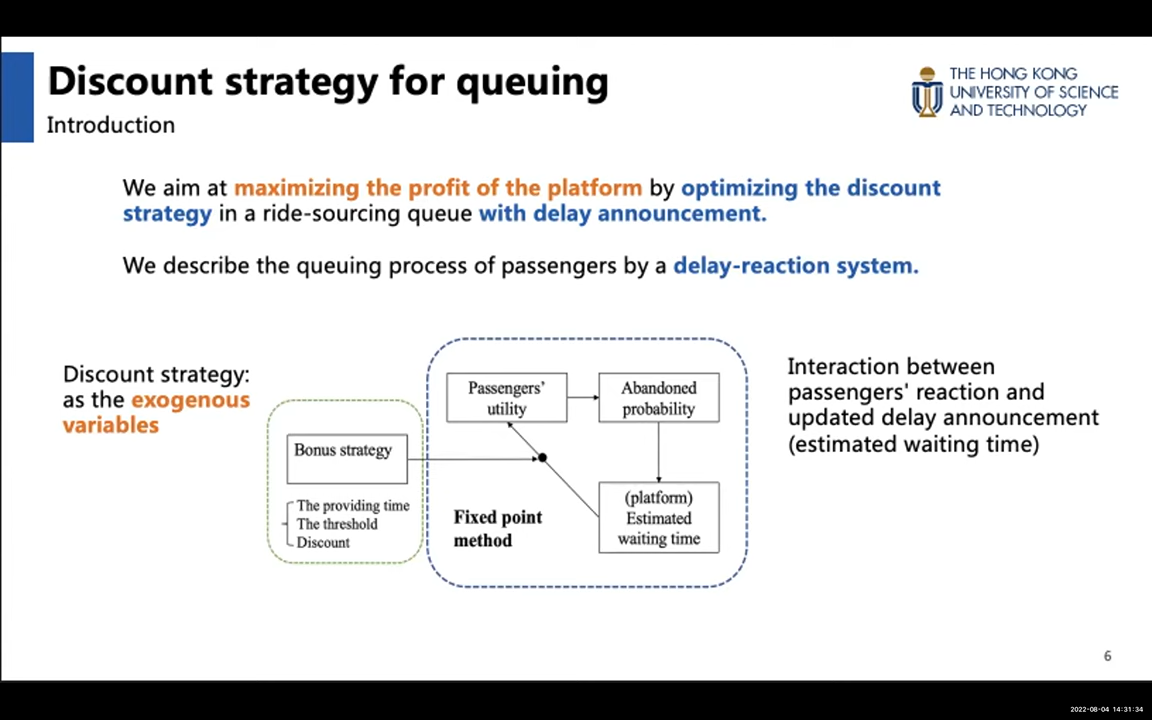 Discount strategy for queuing
Introduction
THE HONG KONG
UNIVERSITY OF SCIENCE
AND TECHNOLOGY
We aim at maximizing the profit of the platform by optimizing the discount
strategy in a ride-sourcing queue with delay announcement.
We describe the queuing process of passengers by a delay-reaction system.
Discount strategy:
as the exogenous
variables
Bonus strategy
The providing time
The threshold
Discount
Passengers'
utility
Abandoned
probability
Fixed point
method
(platform)
Estimated
waiting time
Interaction between
passengers' reaction and
updated delay announcement
(estimated waiting time)
6
2022-08-04 14:31:34